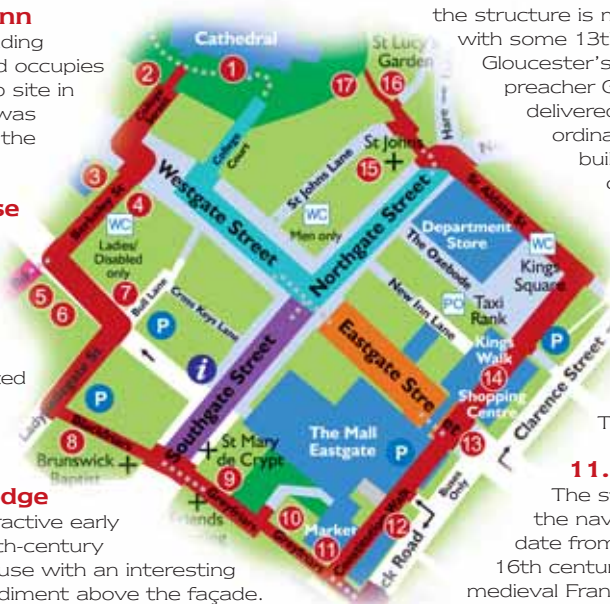 nn
ding
d occupies
o site in
was
the
se
ted
dge
ractive early
th-century
use with an interesting
diment above the façade.
the structure is n
with some 13t
Gloucester's
preacher G
delivered
ordina
buil
T
11.
The s
the nav
date from
16th centur
medieval Fran
Cathedral
1
2
College Street
College
Court
St Lucy's
Garden
17
16
Hare
St Johns
15
St Johns Lane
WC
Men only
3
Berkeley St
4
WC
Ladies/
Disabled
only
Westgate Street
Northgate Street
St Aldate St
Department
Store
The Oxebode
WC
Kings
Square
5
6
7
Bull Lane
Cross Keys Lane
P
i
New Inn Lane
PO
Taxi
Rank
Kings
Walk
14
Shopping
Centre
P
Clarence Street
Ladybellegate St
P
Southgate Street
Eastgate Street
13
Blackfriars
8
Brunswick
Baptist
St Mary
de Crypt
9
The Mall
Eastgate
P
Greyfriars
Friends
10
Market
11
Greyfriars
Constitution Walk
12
Buses
Only
ck Road